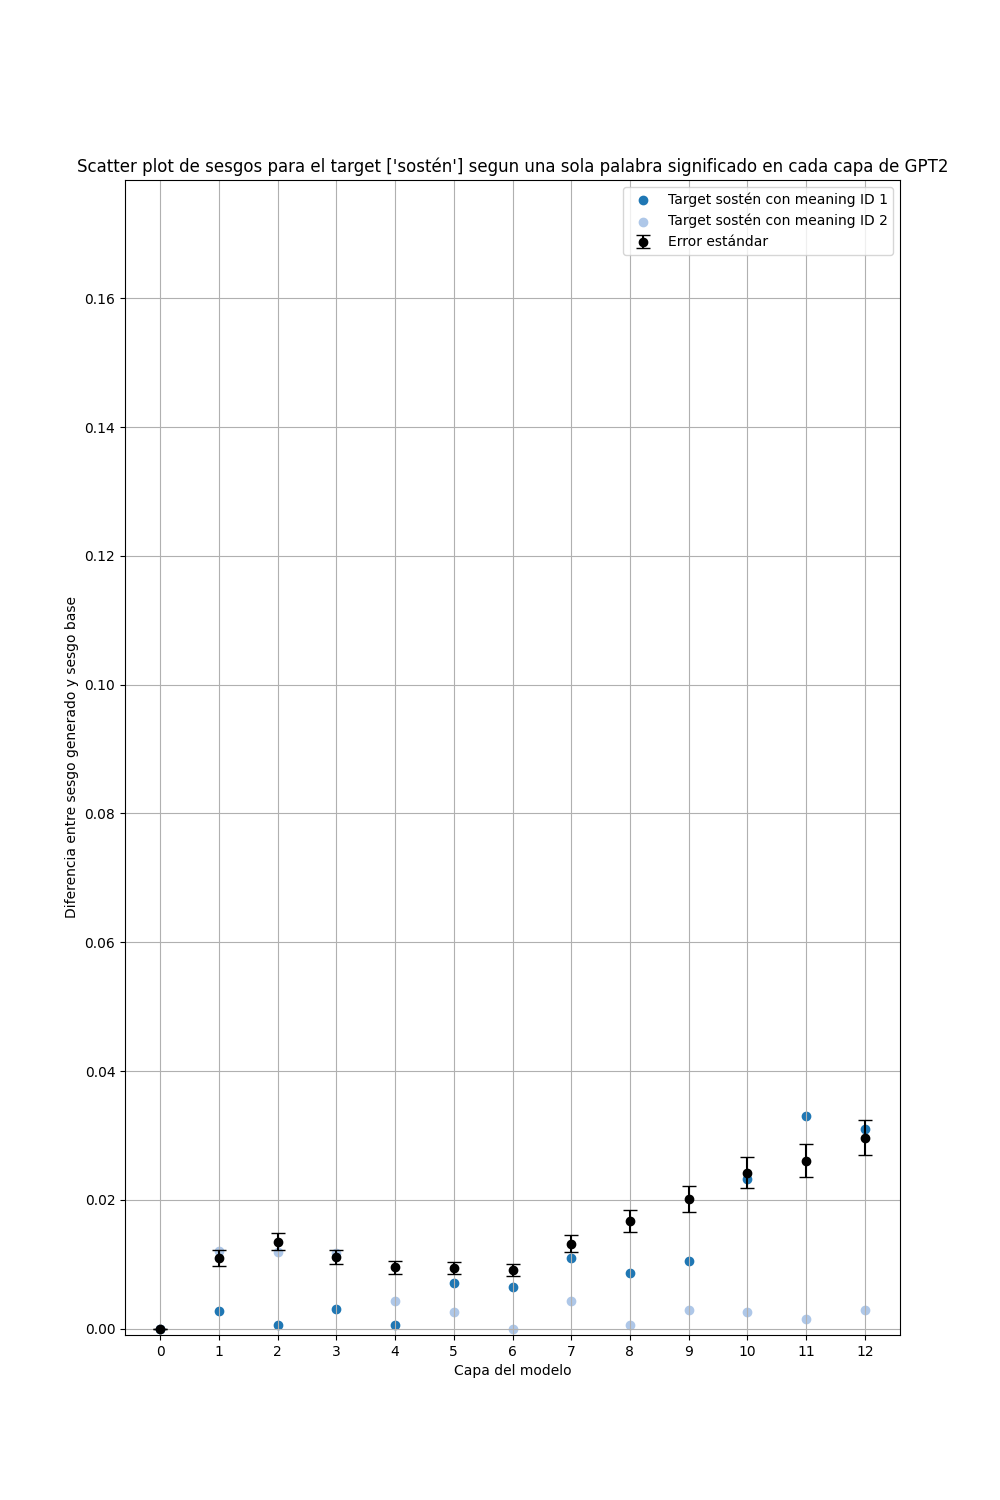 Scatter plot de sesgos para el target ['sostén'] segun una sola palabra significado en cada capa de GPT2
Target sostén con meaning ID 1
Target sostén con meaning ID 2
Error estándar
Diferencia entre sesgo generado y sesgo base
0.16
0.14
0.12
0.10
0.08
0.06
0.04
0.02
0.00
0 1 2 3 4 5 6 7 8 9 10 11 12
Capa del modelo